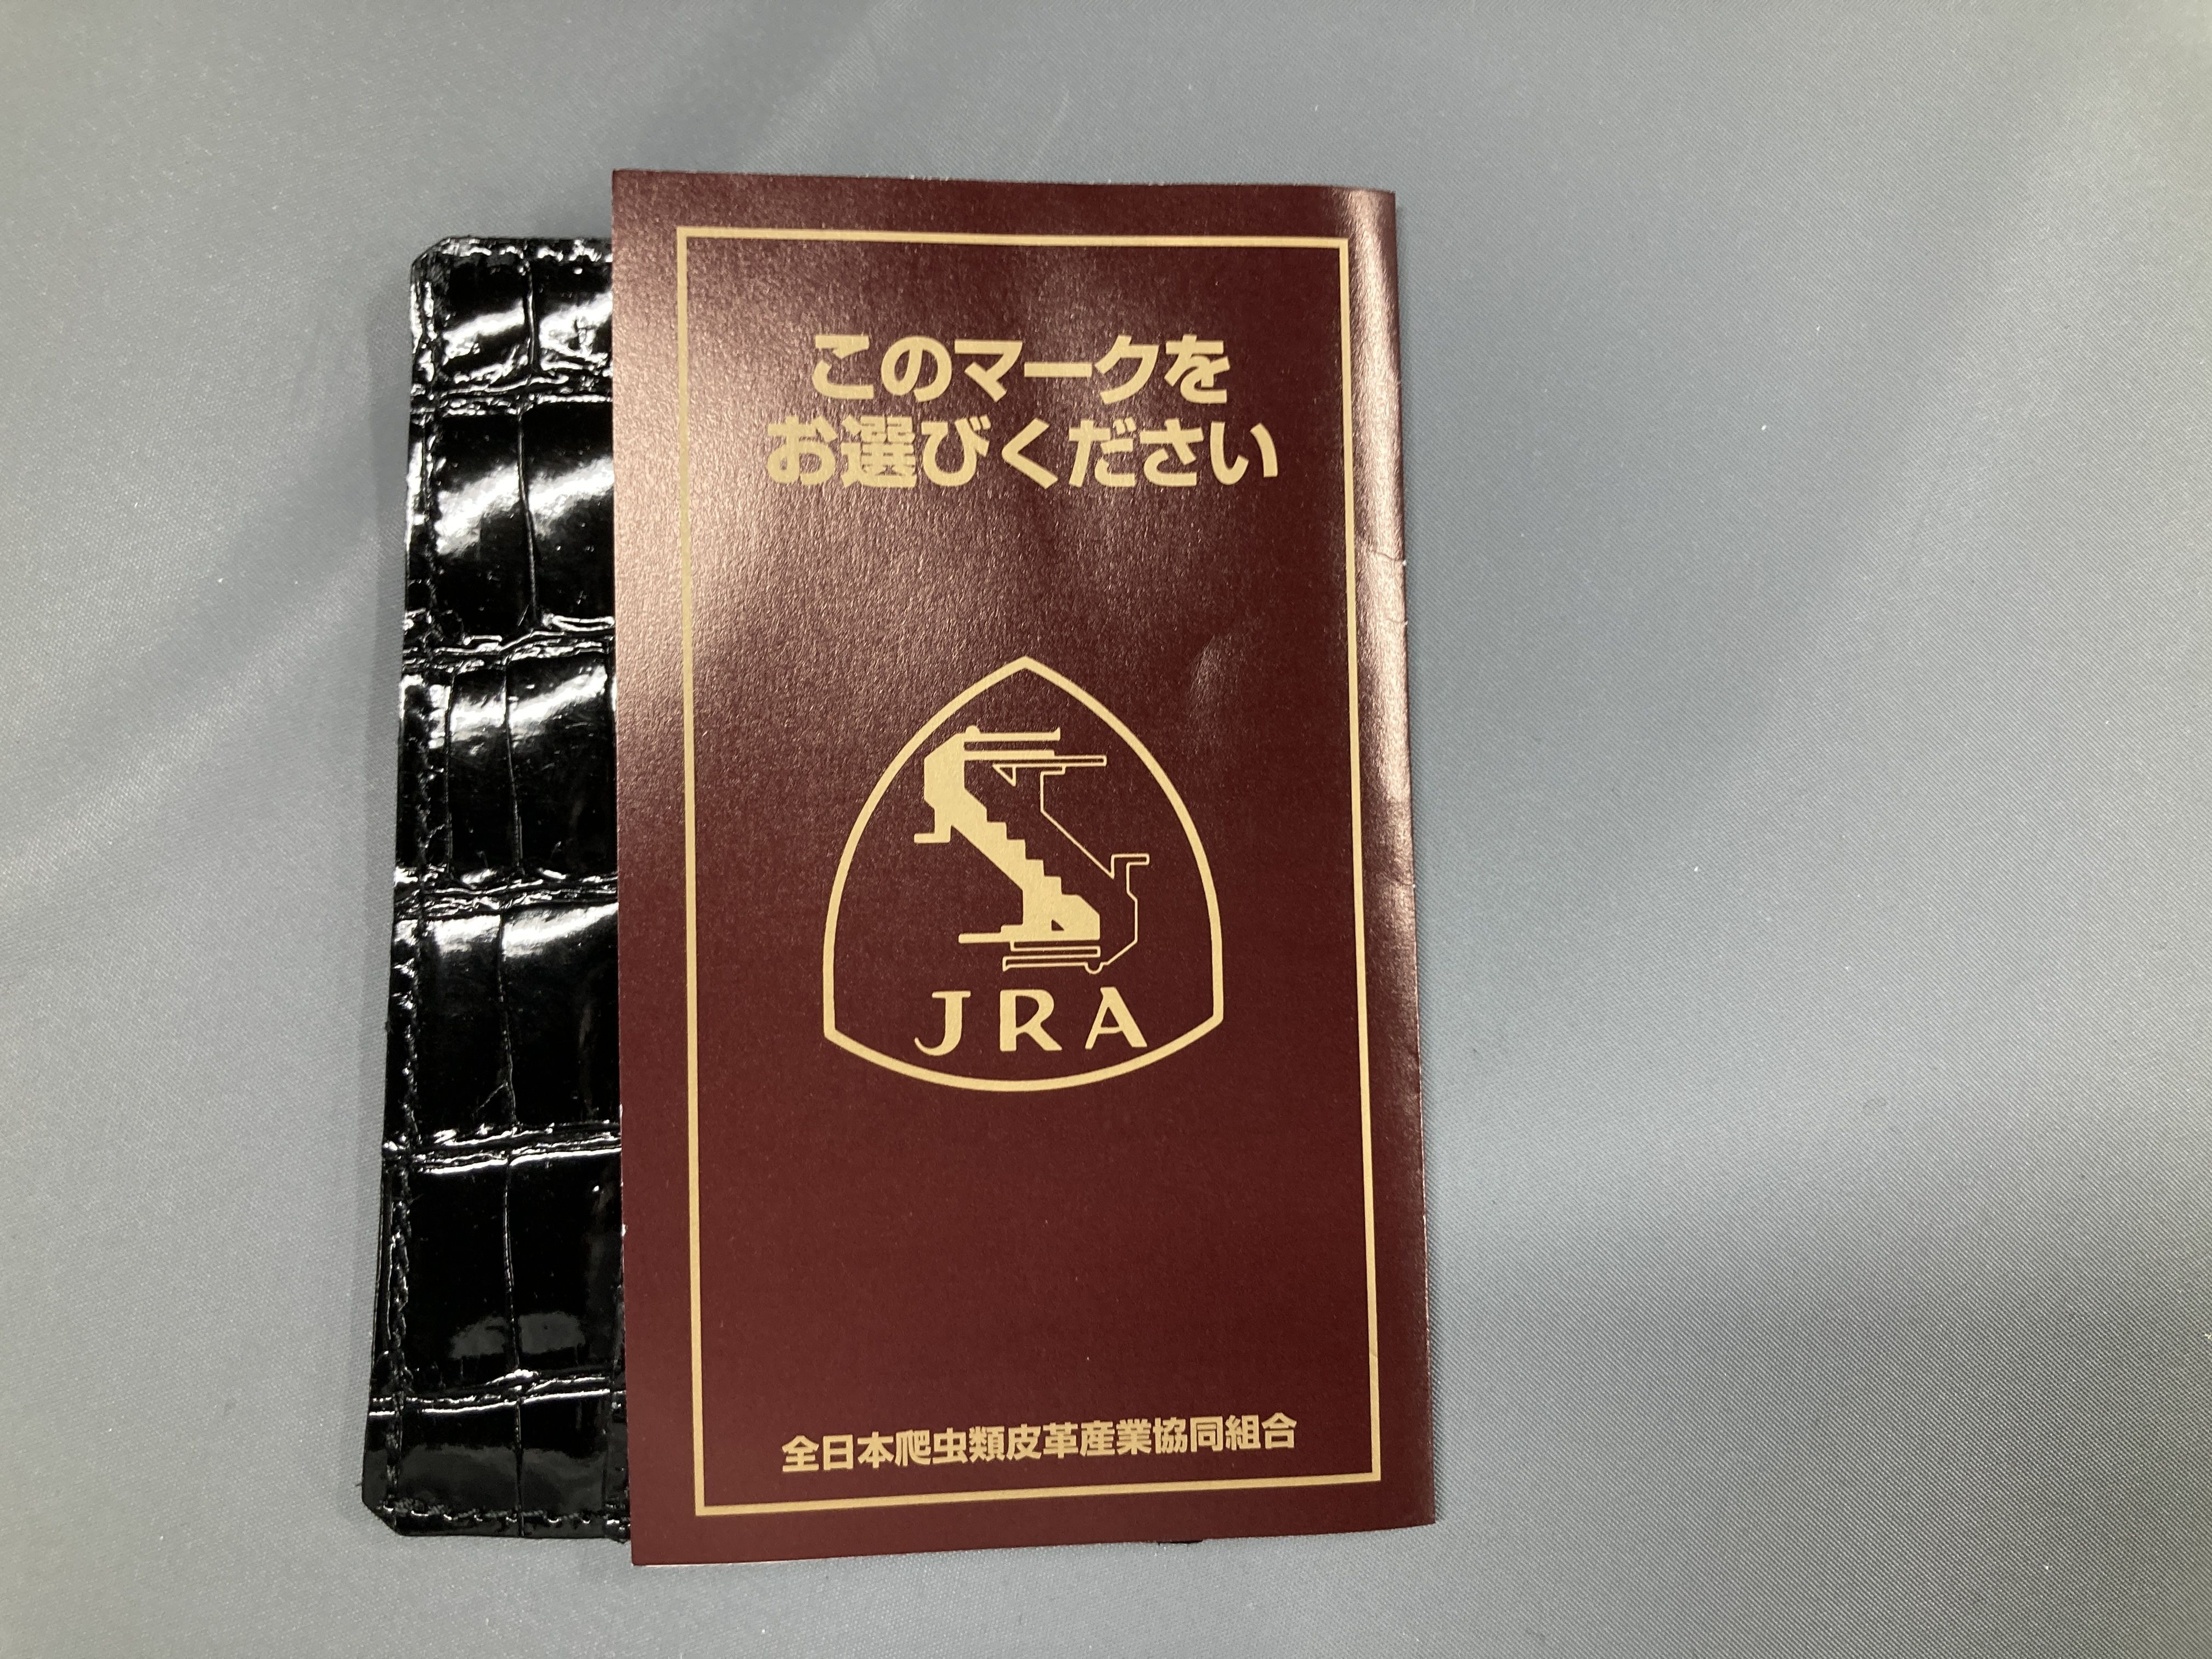 このマークを
お選びください
JRA
全日本爬虫類皮革産業協同組合